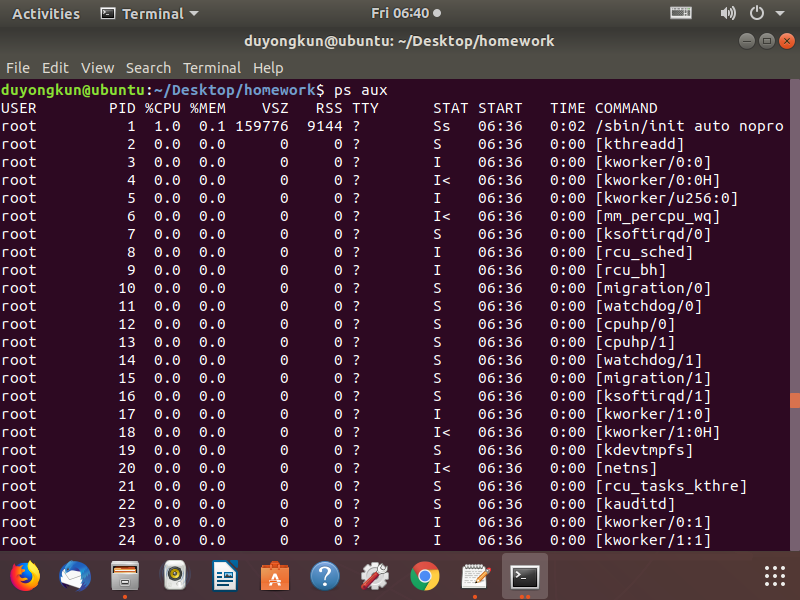 Activities Terminal Fri 06:40
duyongkun@ubuntu: ~/Desktop/homework
File Edit View Search Terminal Help
duyongkun@ubuntu:~/Desktop/homework$ ps aux
USER PID %CPU %MEM VSZ RSS TTY STAT START TIME COMMAND
root 1 1.0 0.1 159776 9144 ? Ss 06:36 0:02 /sbin/init auto nopro
root 2 0.0 0.0 0 0 ? S 06:36 0:00 [kthreadd]
root 3 0.0 0.0 0 0 ? I 06:36 0:00 [kworker/0:0]
root 4 0.0 0.0 0 0 ? I< 06:36 0:00 [kworker/0:0H]
root 5 0.0 0.0 0 0 ? I 06:36 0:00 [kworker/u256:0]
root 6 0.0 0.0 0 0 ? I< 06:36 0:00 [mm_percpu_wq]
root 7 0.0 0.0 0 0 ? S 06:36 0:00 [ksoftirqd/0]
root 8 0.0 0.0 0 0 ? I 06:36 0:00 [rcu_sched]
root 9 0.0 0.0 0 0 ? I 06:36 0:00 [rcu_bh]
root 10 0.0 0.0 0 0 ? S 06:36 0:00 [migration/0]
root 11 0.0 0.0 0 0 ? S 06:36 0:00 [watchdog/0]
root 12 0.0 0.0 0 0 ? S 06:36 0:00 [cpuhp/0]
root 13 0.0 0.0 0 0 ? S 06:36 0:00 [cpuhp/1]
root 14 0.0 0.0 0 0 ? S 06:36 0:00 [watchdog/1]
root 15 0.0 0.0 0 0 ? S 06:36 0:00 [migration/1]
root 16 0.0 0.0 0 0 ? S 06:36 0:00 [ksoftirqd/1]
root 17 0.0 0.0 0 0 ? I 06:36 0:00 [kworker/1:0]
root 18 0.0 0.0 0 0 ? I< 06:36 0:00 [kworker/1:0H]
root 19 0.0 0.0 0 0 ? S 06:36 0:00 [kdevtmpfs]
root 20 0.0 0.0 0 0 ? I< 06:36 0:00 [netns]
root 21 0.0 0.0 0 0 ? S 06:36 0:00 [rcu_tasks_kthre]
root 22 0.0 0.0 0 0 ? S 06:36 0:00 [kauditd]
root 23 0.0 0.0 0 0 ? I 06:36 0:00 [kworker/0:1]
root 24 0.0 0.0 0 0 ? I 06:36 0:00 [kworker/1:1]